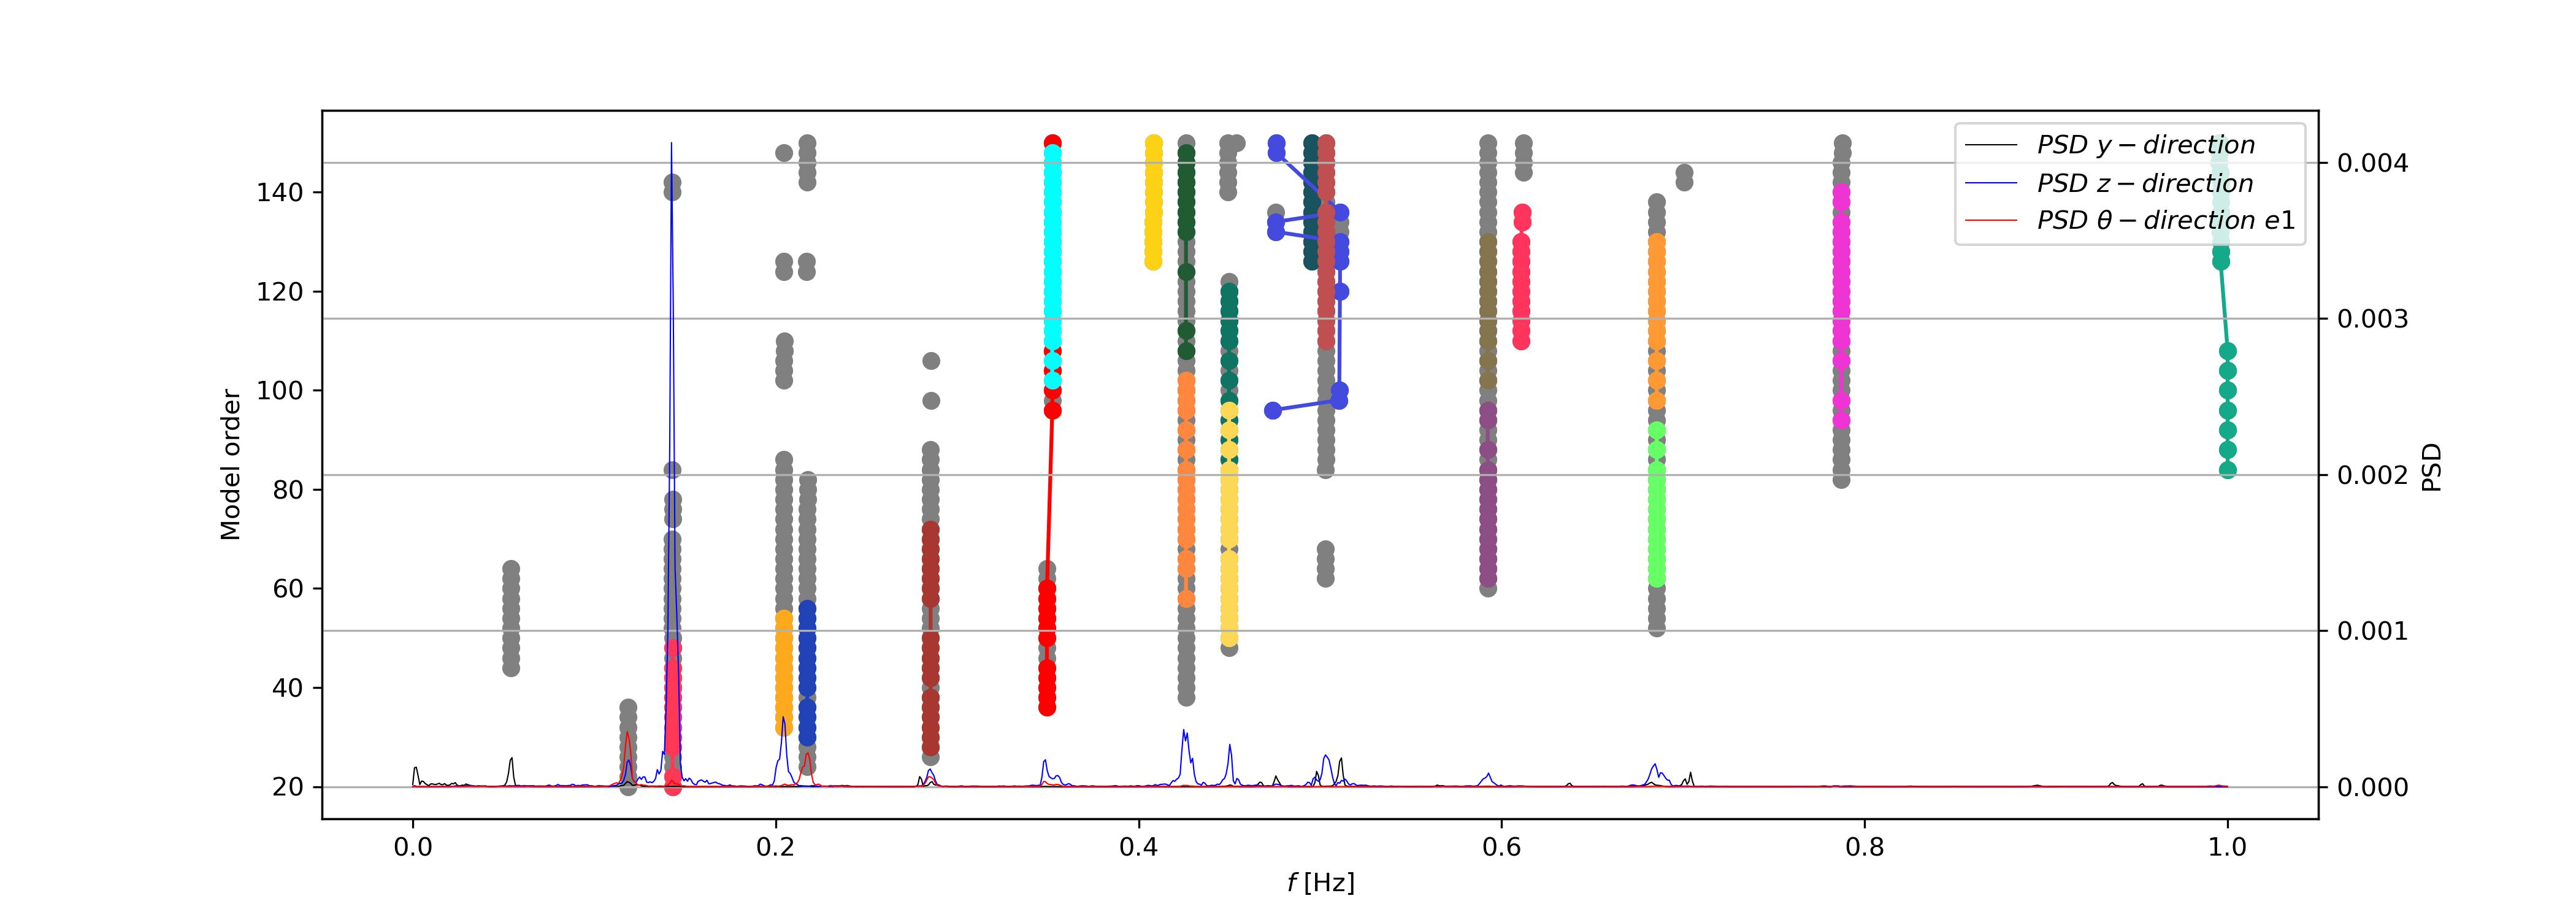 PSD y − direction
PSD z − direction
PSD θ − direction e1
140
120
100
80
60
40
20
Model order
0.004
0.003
0.002
0.001
0.000
PSD
0.0 0.2 0.4 0.6 0.8 1.0
f [Hz]